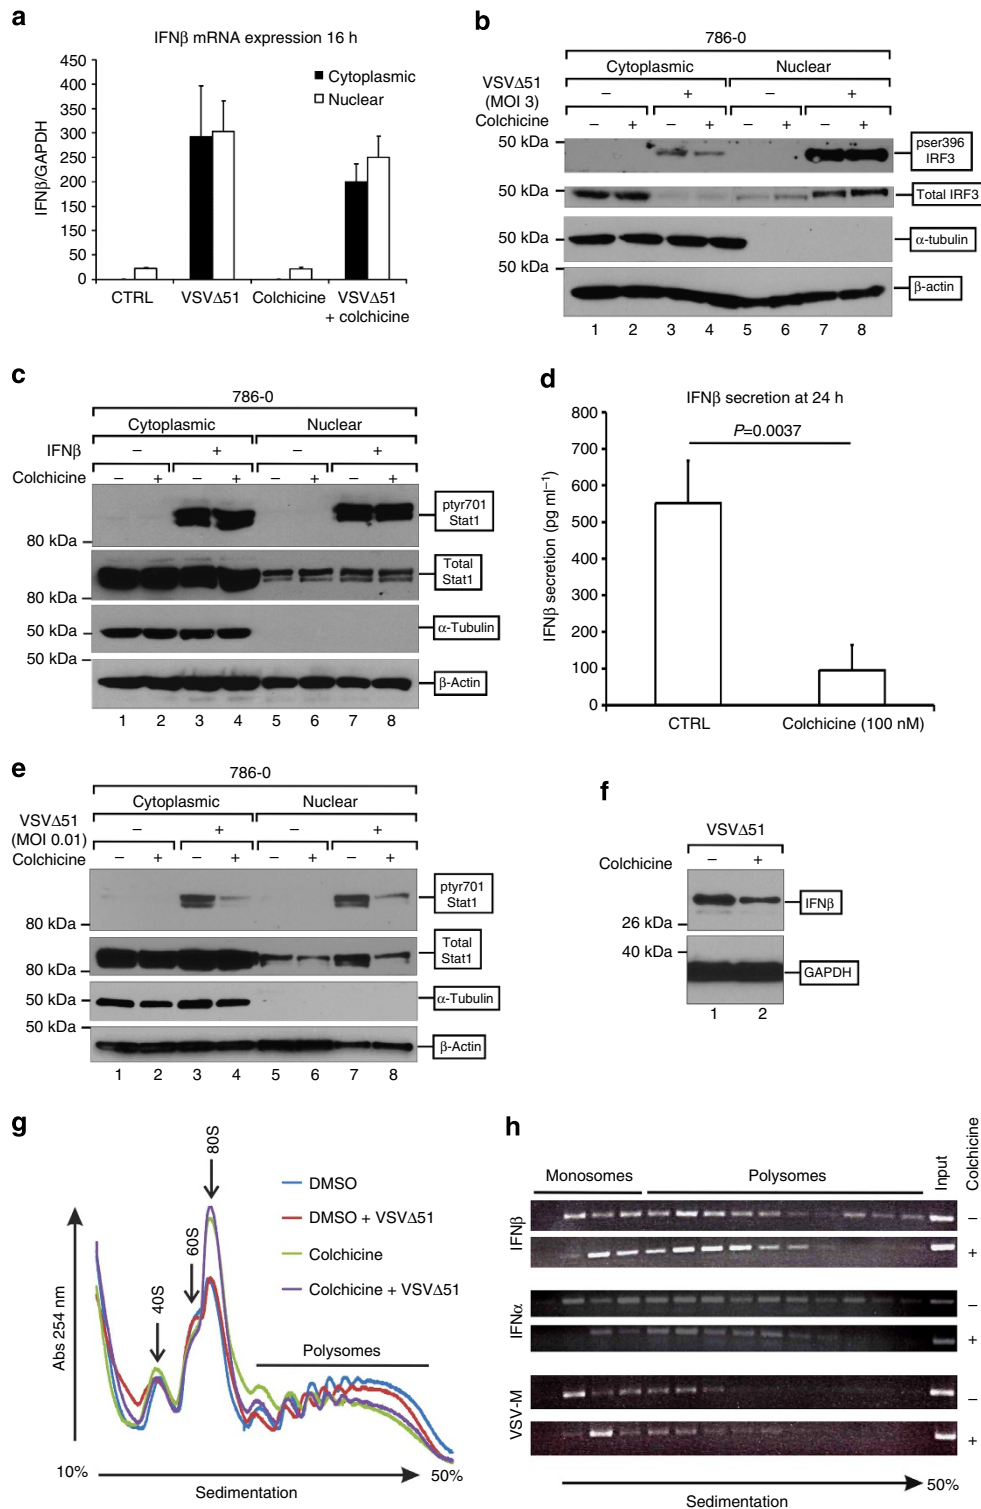 a
IFNβ mRNA expression 16 h
450
400
350
300
250
200
150
100
50
0
IFNβ/GAPDH
Cytoplasmic
Nuclear
CTRL
VSVΔ51
Colchicine
VSVΔ51
+ colchicine
b
786-0
Cytoplasmic
Nuclear
VSVΔ51
(MOI 3)
– + – +
Colchicine
– + – + – + – +
50 kDa
pser396
IRF3
50 kDa
Total IRF3
50 kDa
α-tubulin
50 kDa
β-actin
1 2 3 4 5 6 7 8
c
786-0
Cytoplasmic
Nuclear
IFNβ
– + – +
Colchicine
– + – + – + – +
ptyr701
Stat1
80 kDa
Total
Stat1
80 kDa
50 kDa
α-Tubulin
50 kDa
β-Actin
1 2 3 4 5 6 7 8
d
IFNβ secretion at 24 h
P=0.0037
800
700
600
500
400
300
200
100
0
IFNβ secretion (pg ml⁻¹)
CTRL
Colchicine (100 nM)
e
786-0
Cytoplasmic
Nuclear
VSVΔ51
(MOI 0.01)
– + – +
Colchicine
– + – + – + – +
ptyr701
Stat1
80 kDa
Total
Stat1
80 kDa
50 kDa
α-Tubulin
50 kDa
β-Actin
1 2 3 4 5 6 7 8
f
VSVΔ51
Colchicine
– +
IFNβ
26 kDa
40 kDa
GAPDH
1 2
g
40S
60S
80S
DMSO
DMSO + VSVΔ51
Colchicine
Colchicine + VSVΔ51
Polysomes
Abs 254 nm
10%
50%
Sedimentation
h
Monosomes
Polysomes
Input
Colchicine
IFNβ
–
+
IFNα
–
+
VSV-M
–
+
50%
Sedimentation